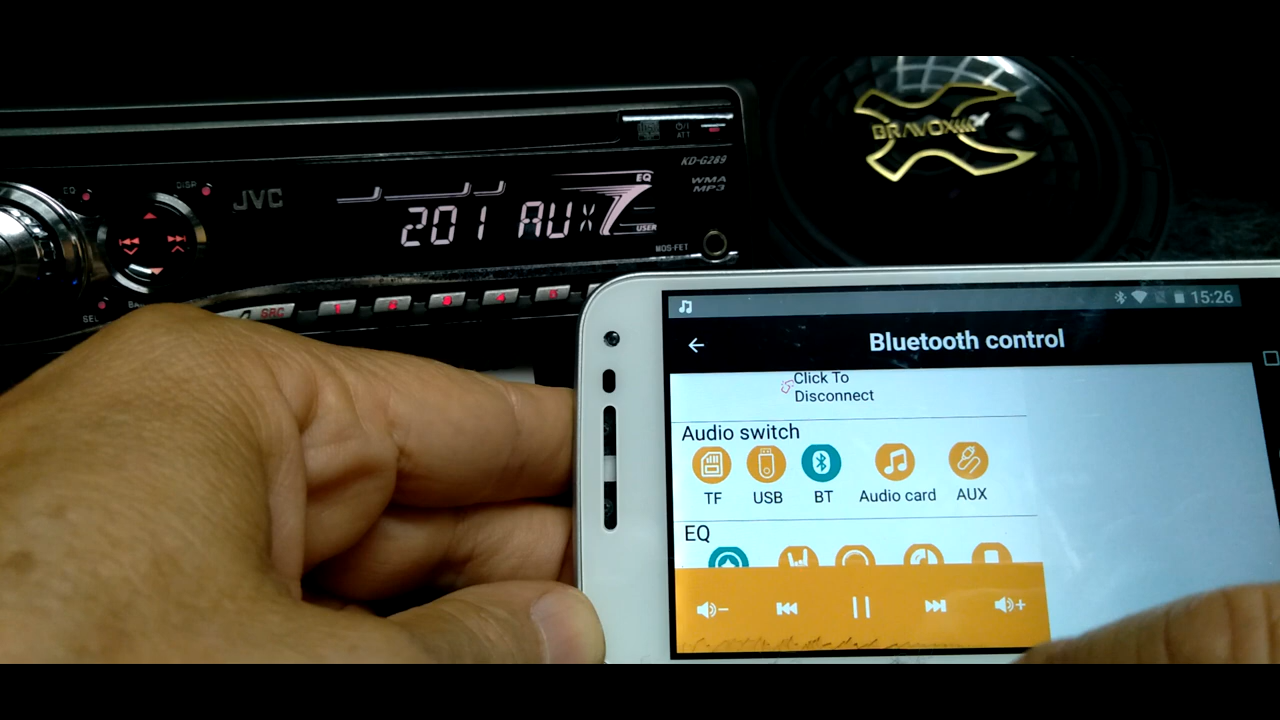 EQ
DISP
JVC
201 AUX
EQ
USER
ATT
KD-G289
WMA
MP3
MOS-FET
SEL
SRC
BRAVOX
15:26
Bluetooth control
Click To
Disconnect
Audio switch
TF USB BT Audio card AUX
EQ